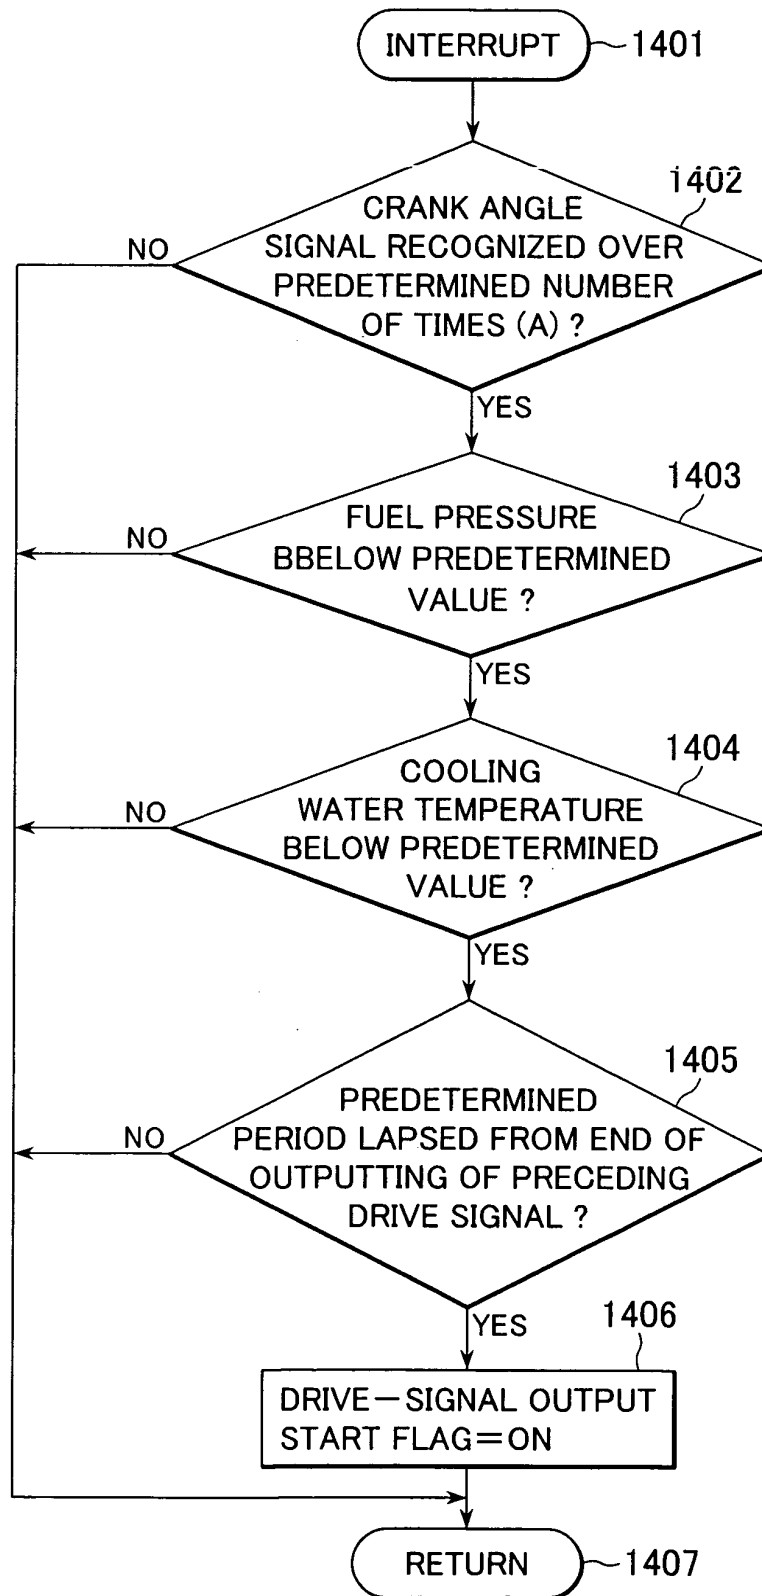 INTERRUPT
1401
1402
CRANK ANGLE
SIGNAL RECOGNIZED OVER
PREDETERMINED NUMBER
OF TIMES (A) ?
NO
YES
1403
FUEL PRESSURE
BBELOW PREDETERMINED
VALUE ?
NO
YES
1404
COOLING
WATER TEMPERATURE
BELOW PREDETERMINED
VALUE ?
NO
YES
1405
PREDETERMINED
PERIOD LAPSED FROM END OF
OUTPUTTING OF PRECEDING
DRIVE SIGNAL ?
NO
YES
1406
DRIVE-SIGNAL OUTPUT
START FLAG=ON
RETURN
1407